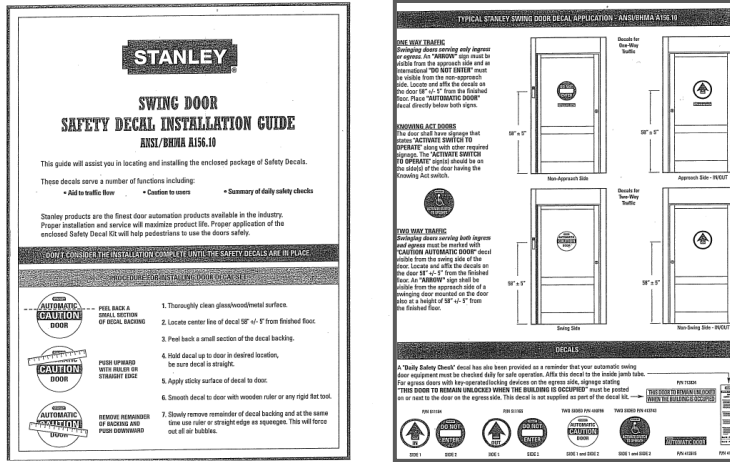 STANLEY
SWING DOOR
SAFETY DECAL INSTALLATION GUIDE
ANSI/BHMA A156.10
This guide will assist you in locating and installing the enclosed package of Safety Decals.
These decals serve a number of functions including:
• Aid to traffic flow • Caution to users • Summary of daily safety checks
Stanley products are the finest door automation products available in the industry.
Proper installation and service will maximize product life. Proper application of the
enclosed Safety Decal Kit will help pedestrians to use the doors safely.
DON'T CONSIDER THE INSTALLATION COMPLETE UNTIL THE SAFETY DECALS ARE IN PLACE
PROCEDURE FOR INSTALLING DOOR DECAL SET
AUTOMATIC
CAUTION
DOOR
PEEL BACK A
SMALL SECTION
OF DECAL BACKING
AUTOMATIC
CAUTION
DOOR
PUSH UPWARD
WITH RULER OR
STRAIGHT EDGE
AUTOMATIC
CAUTION
DOOR
REMOVE REMAINDER
OF BACKING AND
PUSH DOWNWARD
1. Thoroughly clean glass/wood/metal surface.
2. Locate center line of decal 58" +/- 5" from finished floor.
3. Peel back a small section of the decal backing.
4. Hold decal up to door in desired location,
be sure decal is straight.
5. Apply sticky surface of decal to door.
6. Smooth decal to door with wooden ruler or any rigid flat tool.
7. Slowly remove remainder of decal backing and at the same
time use ruler or straight edge as squeegee. This will force
out all air bubbles.
TYPICAL STANLEY SWING DOOR DECAL APPLICATION - ANSI/BHMA A156.10
ONE WAY TRAFFIC
Swinging doors serving only ingress
or egress. An "ARROW" sign must be
visible from the approach side and an
international "DO NOT ENTER" must
be visible from the non-approach
side. Locate and affix the decals on
the door 58" +/- 5" from the finished
floor. Place "AUTOMATIC DOOR"
decal directly below both signs.
KNOWING ACT DOORS
The door shall have signage that
states "ACTIVATE SWITCH TO
OPERATE" along with other required
signage. The "ACTIVATE SWITCH
TO OPERATE" sign(s) should be on
the side(s) of the door having the
Knowing Act switch.
TWO WAY TRAFFIC
Swinging doors serving both ingress
and egress must be marked with
"CAUTION AUTOMATIC DOOR" decal
visible from the swing side of the
door. Locate and affix the decals on
the door 58" +/- 5" from the finished
floor. An "ARROW" sign shall be
visible from the approach side of a
swinging door mounted on the door
also at a height of 58" +/- 5" from
the finished floor.
Decals for
One-Way
Traffic
DO NOT
ENTER
58" ± 5"
58" ± 5"
Non-Approach Side
Approach Side - IN/OUT
Decals for
Two-Way
Traffic
CAUTION
58" ± 5"
58" ± 5"
Swing Side
Non-Swing Side - IN/OUT
DECALS
A "Daily Safety Check" decal has also been provided as a reminder that your automatic swing
door equipment must be checked daily for safe operation. Affix this decal to the inside jamb tube.
For egress doors with key-operated locking devices on the egress side, signage stating
"THIS DOOR TO REMAIN UNLOCKED WHEN THE BUILDING IS OCCUPIED" must be posted
on or next to the door on the egress side. This decal is not supplied as part of the decal kit.
THIS DOOR TO REMAIN UNLOCKED
WHEN THE BUILDING IS OCCUPIED
IN
DO NOT
ENTER
OUT
DO NOT
ENTER
AUTOMATIC
CAUTION
DOOR
AUTOMATIC DOOR
SIDE 1 SIDE 2 SIDE 1 SIDE 2 SIDE 1 and SIDE 2 SIDE 1 and SIDE 2